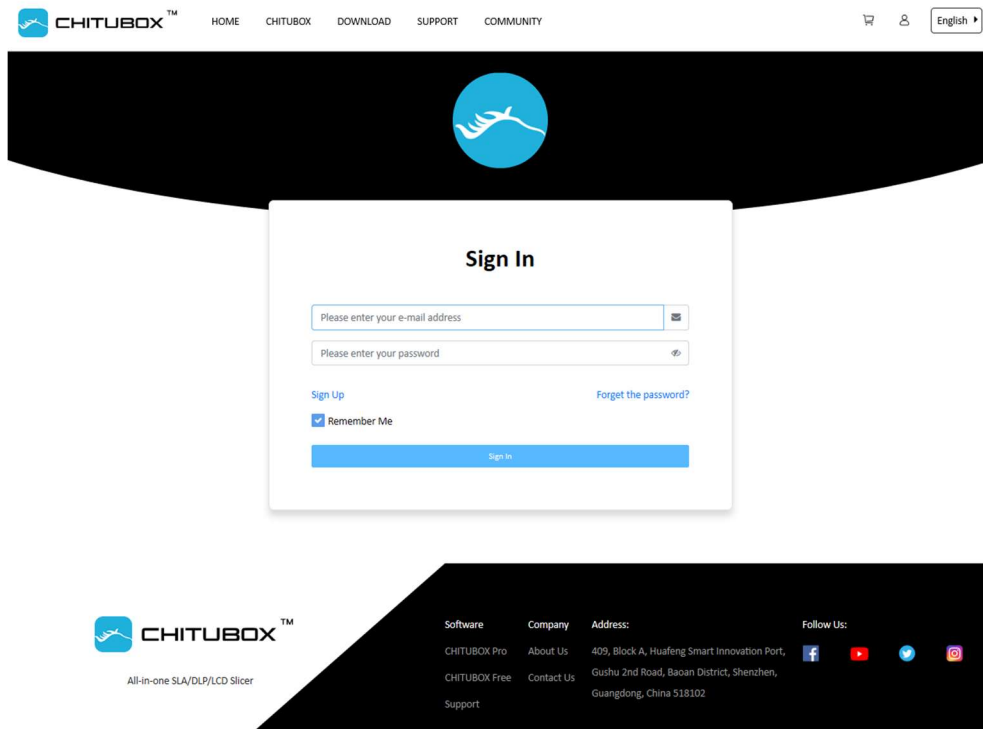 CHITUBOX™ HOME CHITUBOX DOWNLOAD SUPPORT COMMUNITY English
Sign In
Please enter your e-mail address
Please enter your password
Sign Up Forget the password?
Remember Me
Sign In
CHITUBOX™
All-in-one SLA/DLP/LCD Slicer
Software
CHITUBOX Pro
CHITUBOX Free
Support
Company
About Us
Contact Us
Address:
409, Block A, Huafeng Smart Innovation Port,
Gushu 2nd Road, Baoan District, Shenzhen,
Guangdong, China 518102
Follow Us: